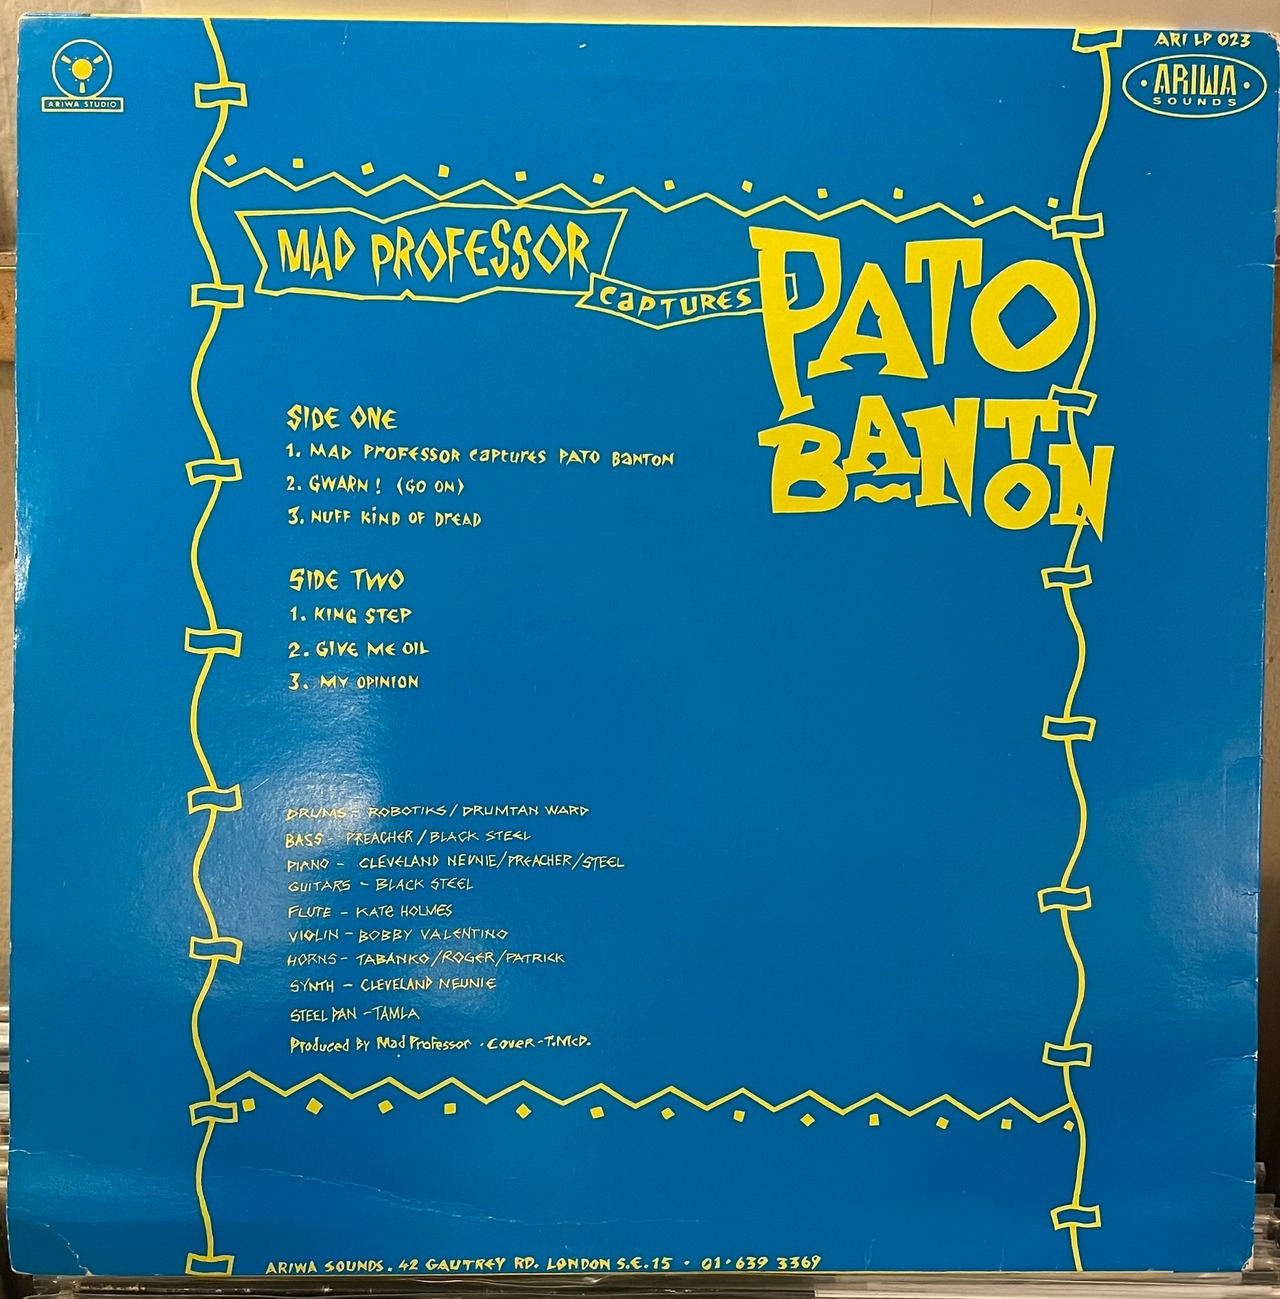 ARIWA STUDIO
ARI LP 023
ARIWA
SOUNDS
MAD PROFESSOR
CAPTURES
PATO
BANTON
SIDE ONE
1. MAD PROFESSOR CAPTURES PATO BANTON
2. GWARN! (GO ON)
3. NUFF KIND OF DREAD
SIDE TWO
1. KING STEP
2. GIVE ME OIL
3. MY OPINION
DRUMS - ROBOTIKS / DRUMTAN WARD
BASS - PREACHER / BLACK STEEL
PIANO - CLEVELAND NEUNIE/PREACHER/STEEL
GUITARS - BLACK STEEL
FLUTE - KATE HOLMES
VIOLIN - BOBBY VALENTINO
HORNS - TABANKO/ROGER/PATRICK
SYNTH - CLEVELAND NEUNIE
STEEL PAN - TAMLA
Produced By Mad Professor . Cover - T.McD.
ARIWA SOUNDS. 42 GAUTREY RD. LONDON S.E.15 • 01•639 3369